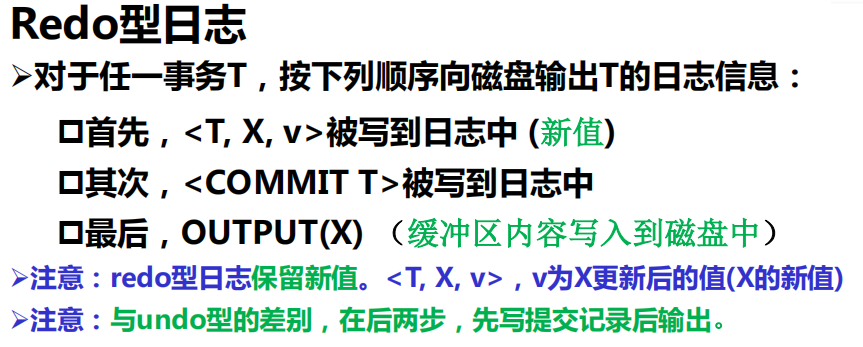 Redo型日志
➢对于任一事务T，按下列顺序向磁盘输出T的日志信息：
❑首先，<T, X, v>被写到日志中 (新值)
❑其次，<COMMIT T>被写到日志中
❑最后，OUTPUT(X) （缓冲区内容写入到磁盘中）
➢注意：redo型日志保留新值。<T, X, v>，v为X更新后的值(X的新值)
➢注意：与undo型的差别，在后两步，先写提交记录后输出。